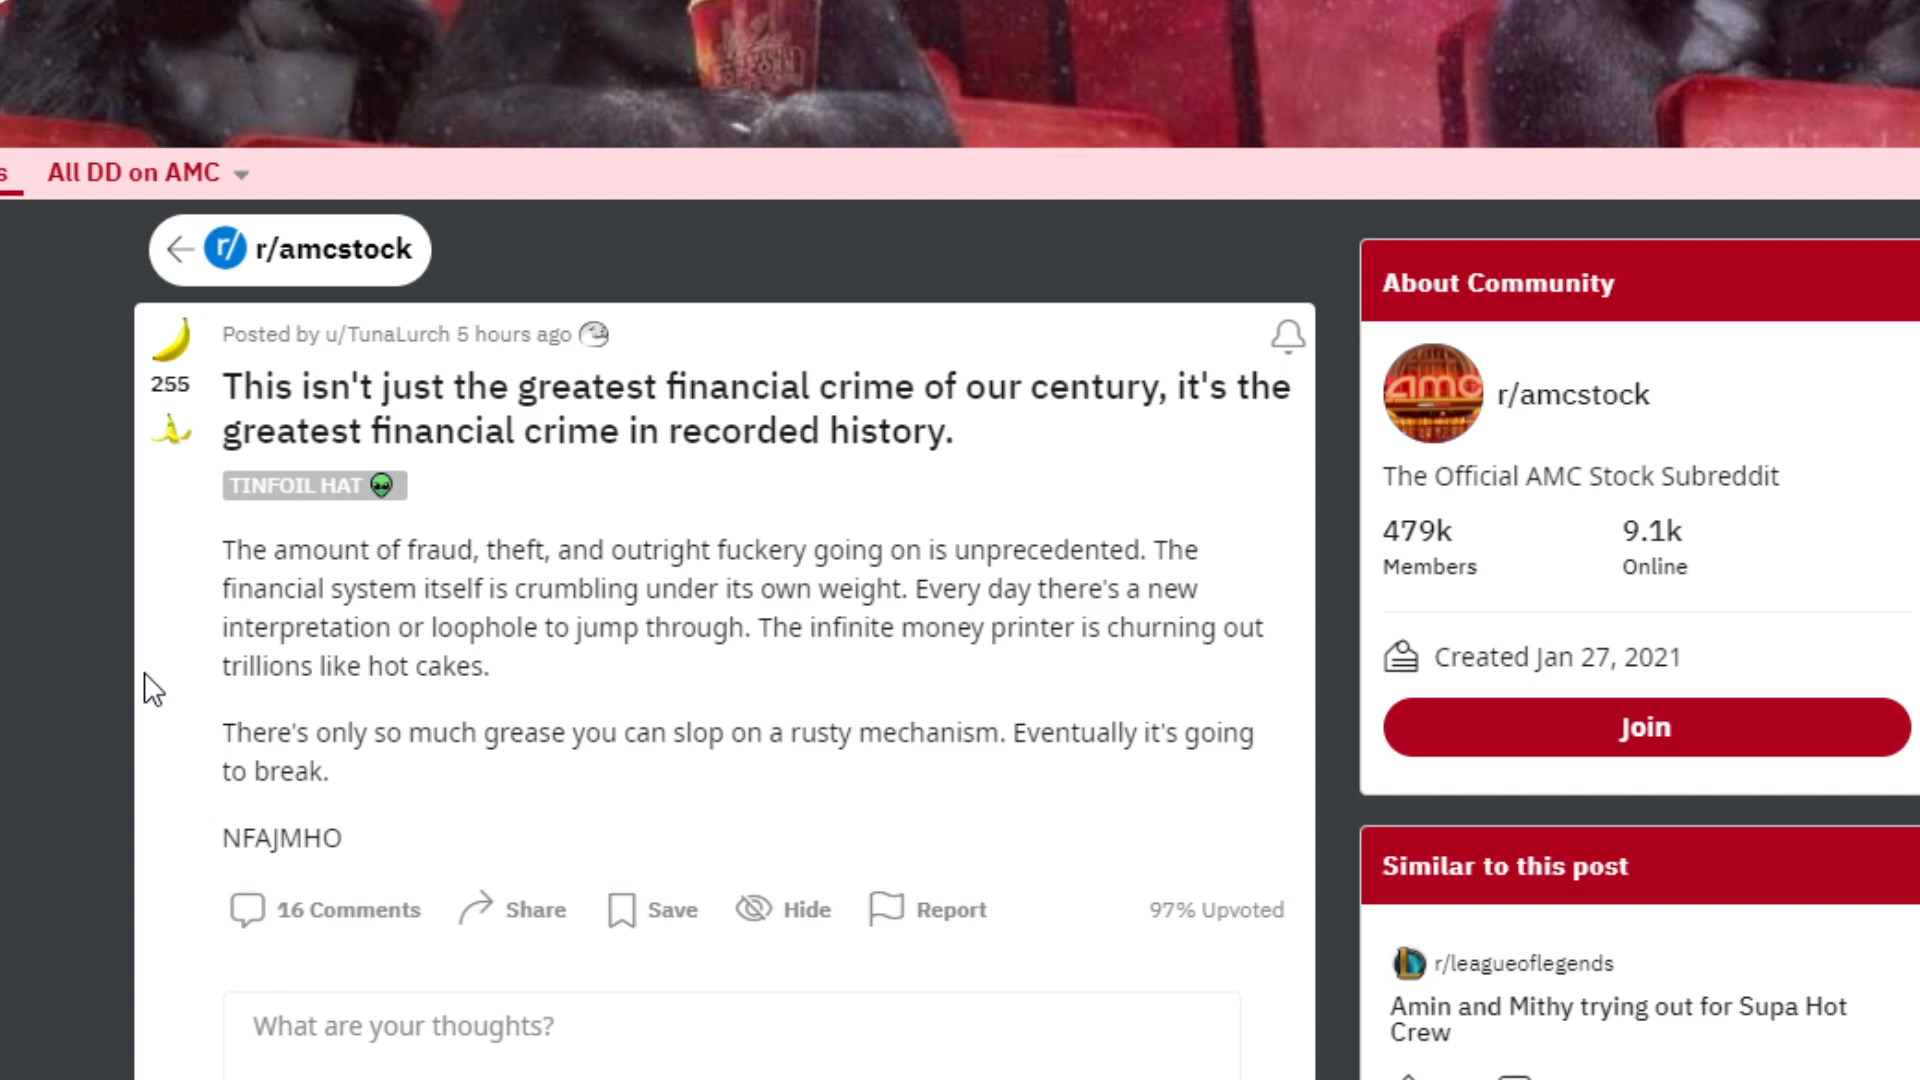 All DD on AMC
r/amcstock
Posted by u/TunaLurch 5 hours ago
255
This isn't just the greatest financial crime of our century, it's the
greatest financial crime in recorded history.
TINFOIL HAT
The amount of fraud, theft, and outright fuckery going on is unprecedented. The
financial system itself is crumbling under its own weight. Every day there's a new
interpretation or loophole to jump through. The infinite money printer is churning out
trillions like hot cakes.
There's only so much grease you can slop on a rusty mechanism. Eventually it's going
to break.
NFAJMHO
16 Comments
Share
Save
Hide
Report
97% Upvoted
What are your thoughts?
About Community
amc
r/amcstock
The Official AMC Stock Subreddit
479k 9.1k
Members Online
Created Jan 27, 2021
Join
Similar to this post
r/leagueoflegends
Amin and Mithy trying out for Supa Hot
Crew